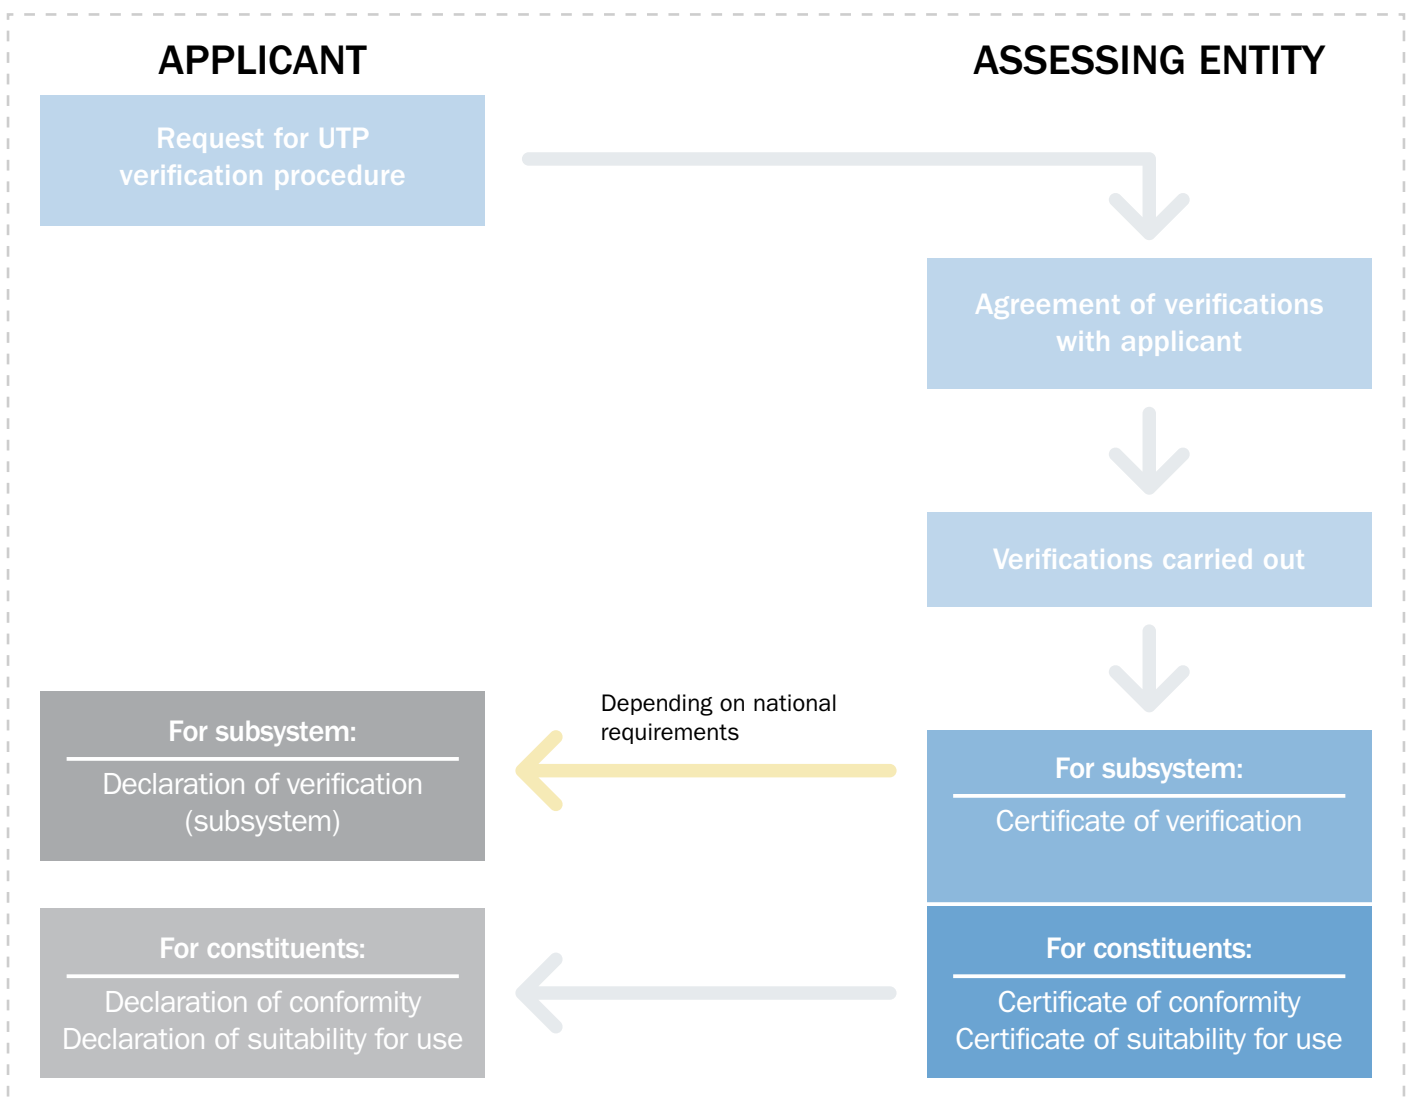 APPLICANT
ASSESSING ENTITY
Request for UTP
verification procedure
Agreement of verifications
with applicant
Verifications carried out
Depending on national
requirements
For subsystem:
Declaration of verification
(subsystem)
For subsystem:
Certificate of verification
For constituents:
Declaration of conformity
Declaration of suitability for use
For constituents:
Certificate of conformity
Certificate of suitability for use